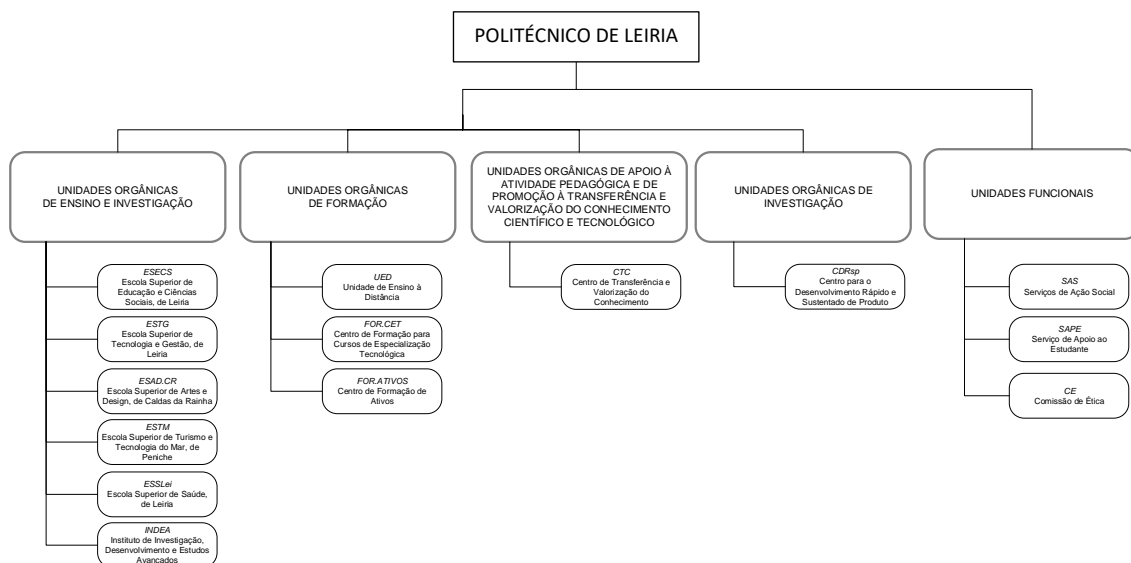 POLITÉCNICO DE LEIRIA
UNIDADES ORGÂNICAS
DE ENSINO E INVESTIGAÇÃO
UNIDADES ORGÂNICAS
DE FORMAÇÃO
UNIDADES ORGÂNICAS DE APOIO À
ATIVIDADE PEDAGÓGICA E DE
PROMOÇÃO À TRANSFERÊNCIA E
VALORIZAÇÃO DO CONHECIMENTO
CIENTÍFICO E TECNOLÓGICO
UNIDADES ORGÂNICAS DE
INVESTIGAÇÃO
UNIDADES FUNCIONAIS
ESECS
Escola Superior de
Educação e Ciências
Sociais, de Leiria
ESTG
Escola Superior de
Tecnologia e Gestão, de
Leiria
ESAD.CR
Escola Superior de Artes e
Design, de Caldas da Rainha
ESTM
Escola Superior de Turismo e
Tecnologia do Mar, de
Peniche
ESSLei
Escola Superior de Saúde,
de Leiria
INDEA
Instituto de Investigação,
Desenvolvimento e Estudos
Avançados
UED
Unidade de Ensino à
Distância
FOR.CET
Centro de Formação para
Cursos de Especialização
Tecnológica
FOR.ATIVOS
Centro de Formação de
Ativos
CTC
Centro de Transferência e
Valorização do
Conhecimento
CDRsp
Centro para o
Desenvolvimento Rápido e
Sustentado de Produto
SAS
Serviços de Ação Social
SAPE
Serviço de Apoio ao
Estudante
CE
Comissão de Ética